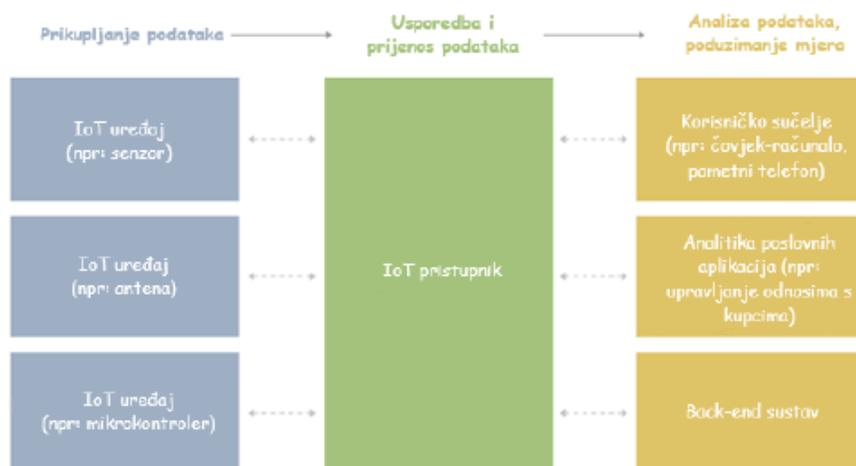 Prikupljanje podataka
Usporedba i
prijenos podataka
Analiza podataka,
poduzimanje mjera
IoT uređaj
(npr: senzor)
IoT uređaj
(npr: antena)
IoT uređaj
(npr: mikrokontroler)
IoT pristupnik
Korisničko sučelje
(npr: čovjek-računalo,
pametni telefon)
Analitika poslovnih
aplikacija (npr:
upravljanje odnosima s
kupcima)
Back-end sustav